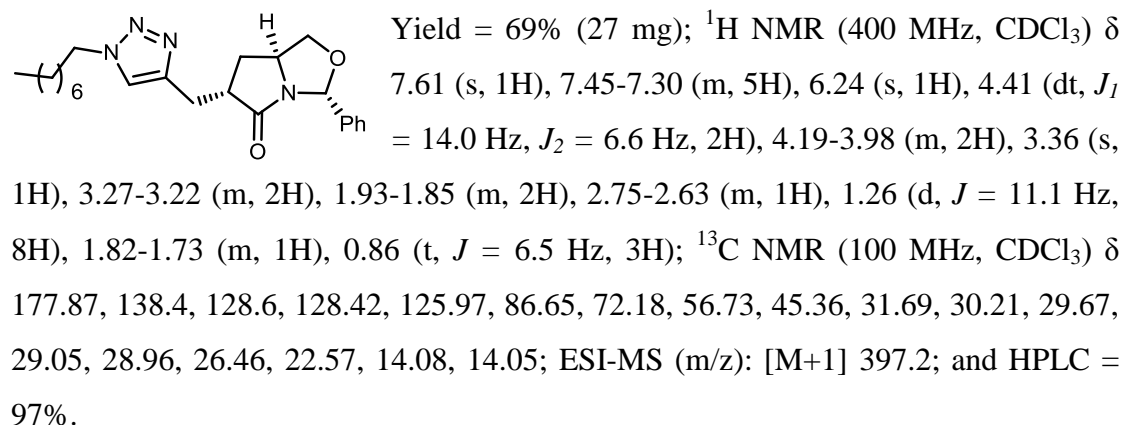 N N N N H O N O Ph 6
Yield = 69% (27 mg); ¹H NMR (400 MHz, CDCl₃) δ
7.61 (s, 1H), 7.45-7.30 (m, 5H), 6.24 (s, 1H), 4.41 (dt, J₁
= 14.0 Hz, J₂ = 6.6 Hz, 2H), 4.19-3.98 (m, 2H), 3.36 (s,
1H), 3.27-3.22 (m, 2H), 1.93-1.85 (m, 2H), 2.75-2.63 (m, 1H), 1.26 (d, J = 11.1 Hz,
8H), 1.82-1.73 (m, 1H), 0.86 (t, J = 6.5 Hz, 3H); ¹³C NMR (100 MHz, CDCl₃) δ
177.87, 138.4, 128.6, 128.42, 125.97, 86.65, 72.18, 56.73, 45.36, 31.69, 30.21, 29.67,
29.05, 28.96, 26.46, 22.57, 14.08, 14.05; ESI-MS (m/z): [M+1] 397.2; and HPLC =
97%.